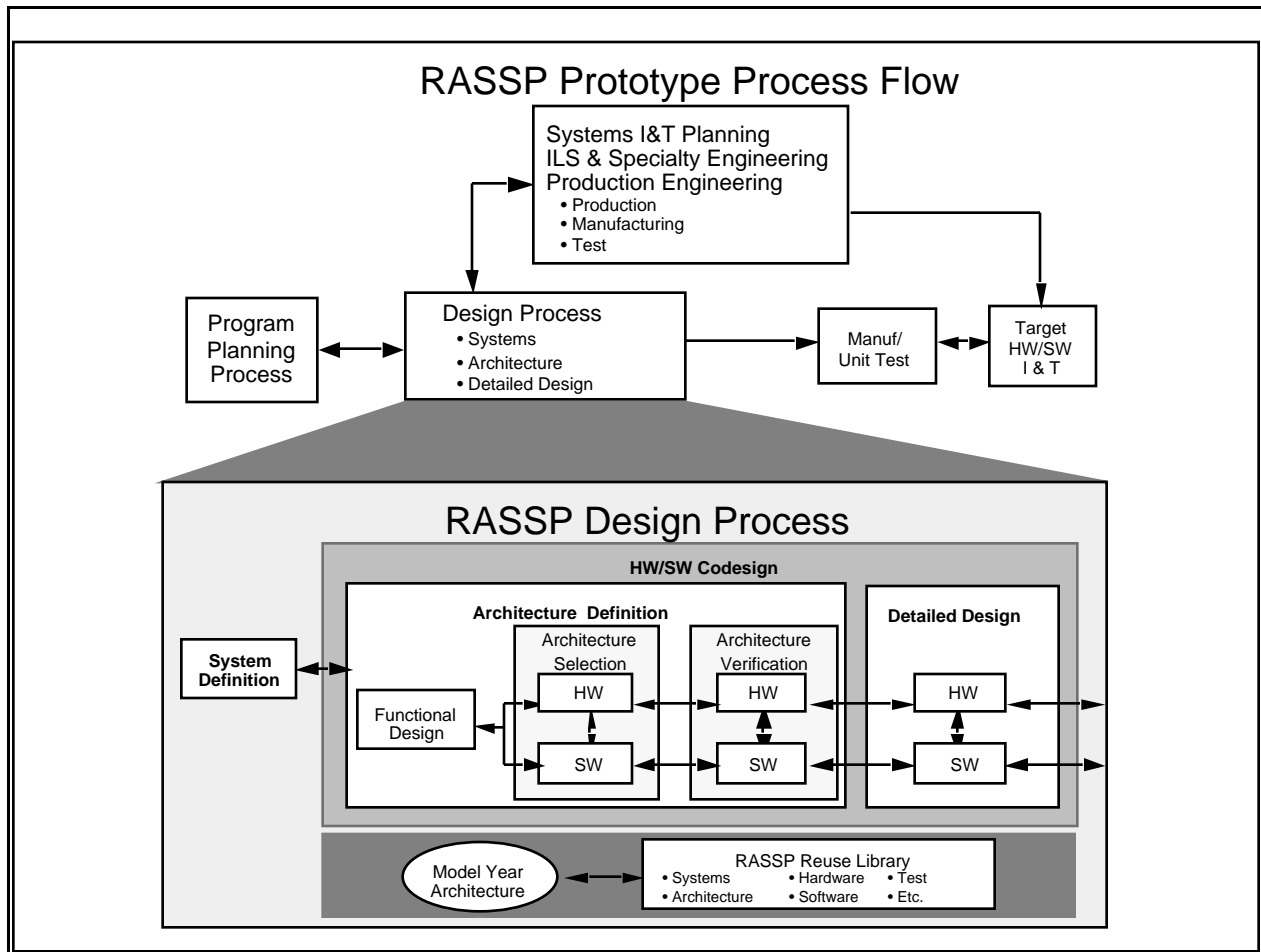 RASSP Prototype Process Flow
Systems I&T Planning
ILS & Specialty Engineering
Production Engineering
• Production
• Manufacturing
• Test
Program
Planning
Process
Design Process
• Systems
• Architecture
• Detailed Design
Manuf/
Unit Test
Target
HW/SW
I & T
RASSP Design Process
HW/SW Codesign
Architecture Definition
Detailed Design
System
Definition
Functional
Design
Architecture
Selection
HW
SW
Architecture
Verification
HW
SW
HW
SW
Model Year
Architecture
RASSP Reuse Library
• Systems • Hardware • Test
• Architecture • Software • Etc.